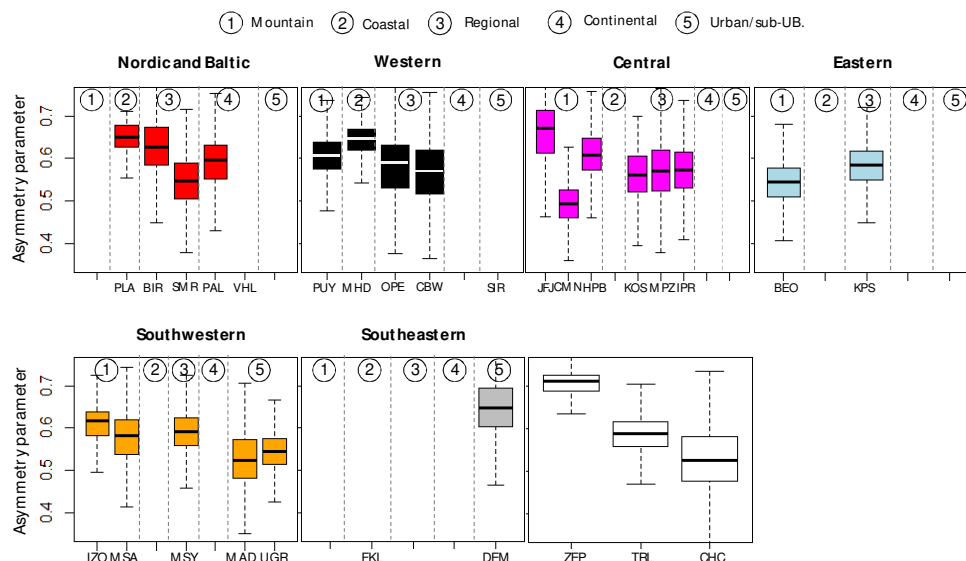 1 Mountain 2 Coastal 3 Regional 4 Continental 5 Urban/sub-UB.
Nordic and Baltic Western Central Eastern
1 2 3 4 5 1 2 3 4 5 1 2 3 4 5 1 2 3 4 5
Asymmetry parameter
0.7
0.6
0.5
0.4
PLA BIR SMR PAL VHL PUY MHD OPE CBW SIR JFJ CMN HPB KOS MPZ IPR BEO KPS
Southwestern Southeastern
1 2 3 4 5 1 2 3 4 5
Asymmetry parameter
0.7
0.6
0.5
0.4
IZO MSA MSY MAD UGR FKL DEM ZEP TRL CHC